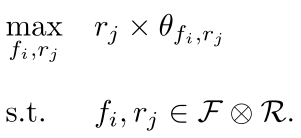 max_{f_i, r_j} r_j × θ_{f_i, r_j}
s.t. f_i, r_j ∈ ℱ ⊗ ℛ.